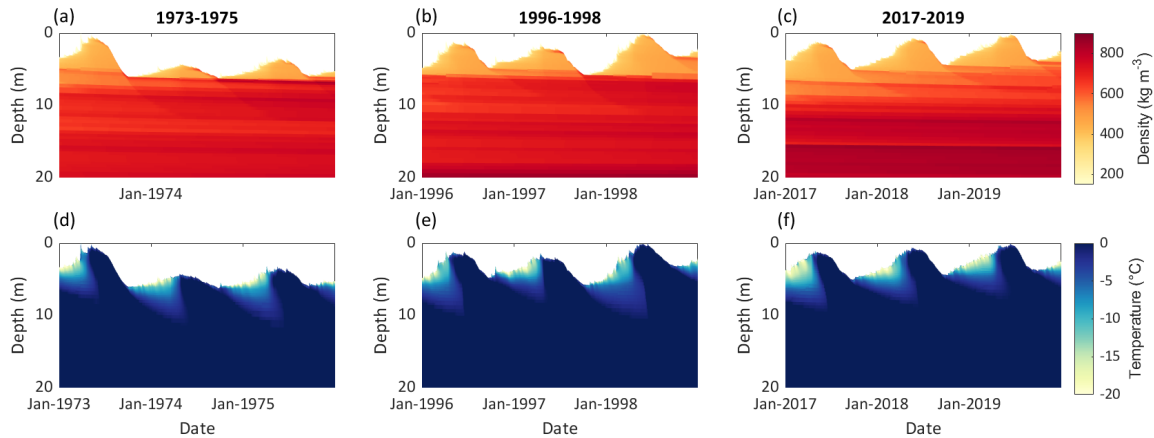 (a) 1973-1975
(b) 1996-1998
(c) 2017-2019
Depth (m)
0
10
20
Jan-1974
Depth (m)
0
10
20
Jan-1996
Jan-1997
Jan-1998
Depth (m)
0
10
20
Jan-2017
Jan-2018
Jan-2019
800
600
400
200
Density (kg m-3)
(d)
(e)
(f)
Depth (m)
0
10
20
Jan-1973
Jan-1974
Jan-1975
Date
Depth (m)
0
10
20
Jan-1996
Jan-1997
Jan-1998
Date
Depth (m)
0
10
20
Jan-2017
Jan-2018
Jan-2019
Date
0
-5
-10
-15
-20
Temperature (°C)